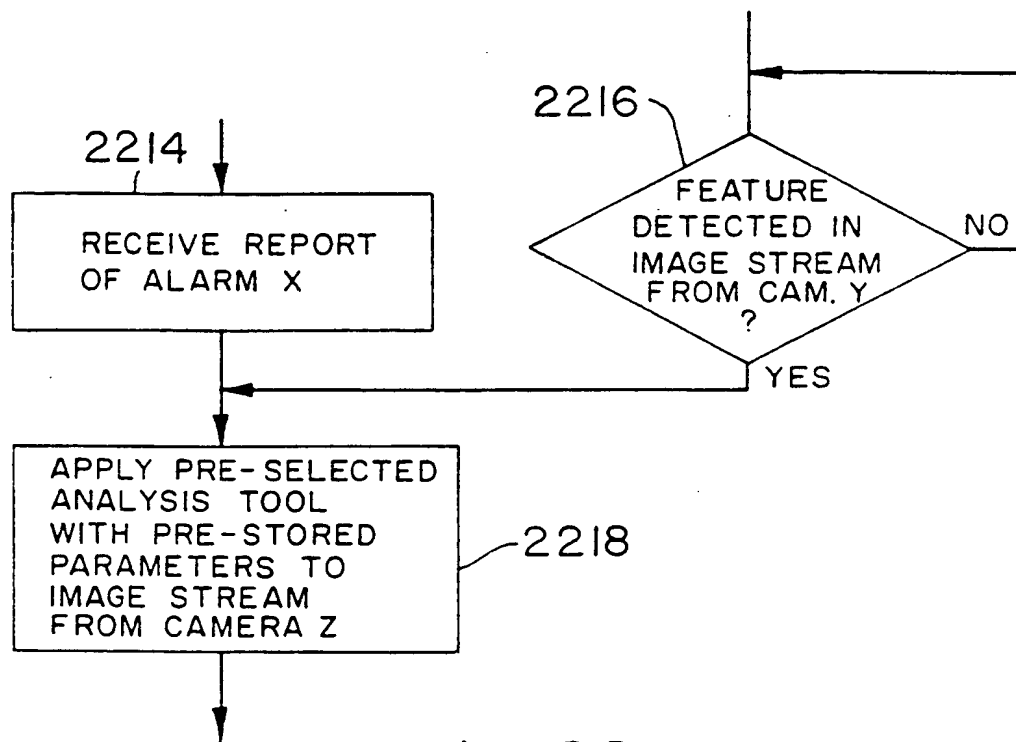 2214
RECEIVE REPORT
OF ALARM X
2216
FEATURE
DETECTED IN
IMAGE STREAM
FROM CAM. Y
?
NO
YES
APPLY PRE-SELECTED
ANALYSIS TOOL
WITH PRE-STORED
PARAMETERS TO
IMAGE STREAM
FROM CAMERA Z
2218